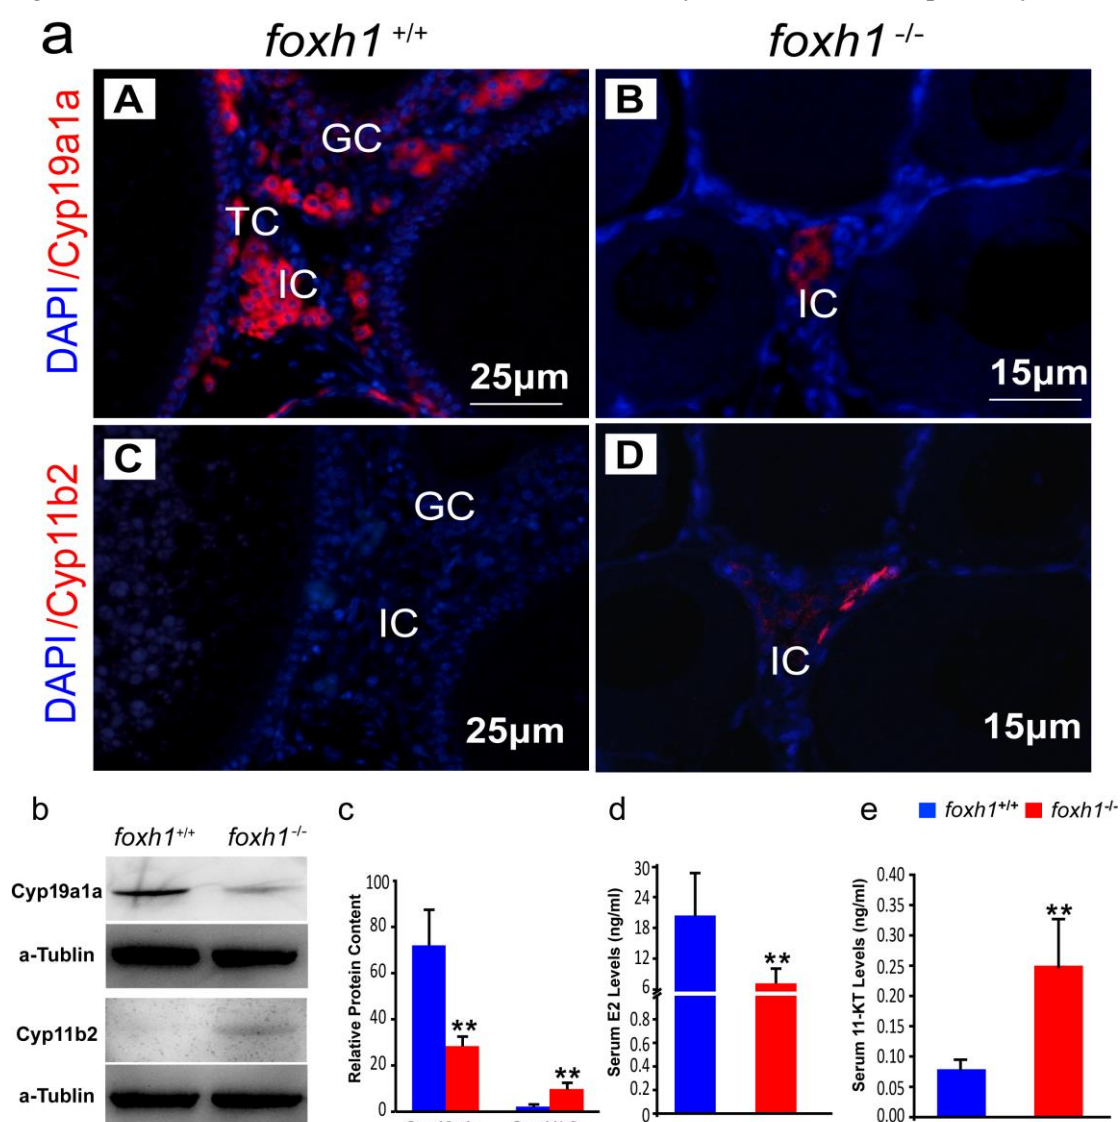 a
foxh1 +/+
foxh1 -/-
DAPI/Cyp19a1a
A
GC
TC
IC
25μm
B
IC
15μm
DAPI/Cyp11b2
C
GC
IC
25μm
D
IC
15μm
b
foxh1+/+
foxh1-/-
Cyp19a1a
a-Tublin
Cyp11b2
a-Tublin
c
Relative Protein Content
100
80
60
40
20
0
**
**
d
Serum E2 Levels (ng/ml)
30
24
18
12
6
0.8
0.6
0.4
0.2
0
**
e
foxh1+/+
foxh1-/-
Serum 11-KT Levels (ng/ml)
0.40
0.35
0.30
0.25
0.20
0.15
0.10
0.05
0.00
**